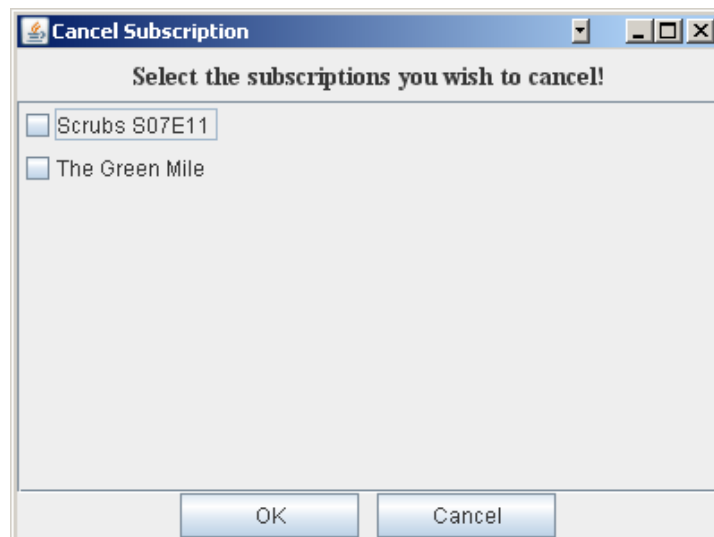 Cancel Subscription
Select the subscriptions you wish to cancel!
Scrubs S07E11
The Green Mile
OK Cancel